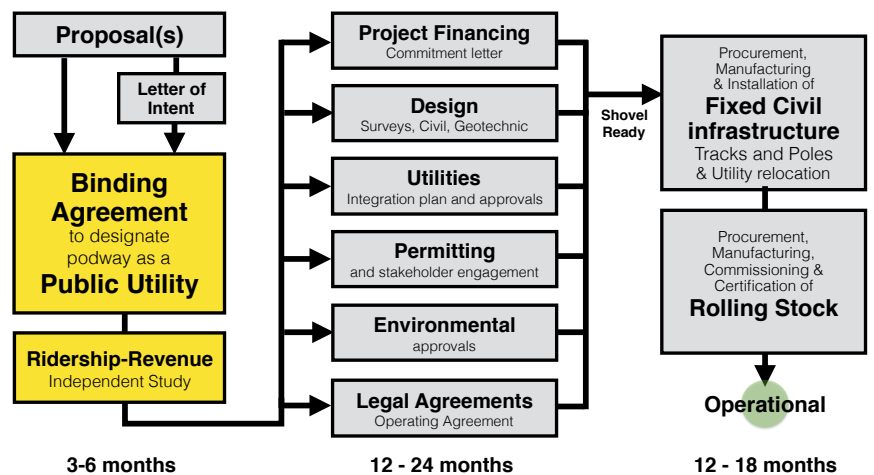 Proposal(s)
Letter of
Intent
Binding
Agreement
to designate
podway as a
Public Utility
Ridership-Revenue
Independent Study
3-6 months
Project Financing
Commitment letter
Design
Surveys, Civil, Geotechnic
Utilities
Integration plan and approvals
Permitting
and stakeholder engagement
Environmental
approvals
Legal Agreements
Operating Agreement
12 - 24 months
Shovel
Ready
Procurement,
Manufacturing
& Installation of
Fixed Civil
infrastructure
Tracks and Poles
& Utility relocation
Procurement,
Manufacturing,
Commissioning &
Certification of
Rolling Stock
Operational
12 - 18 months